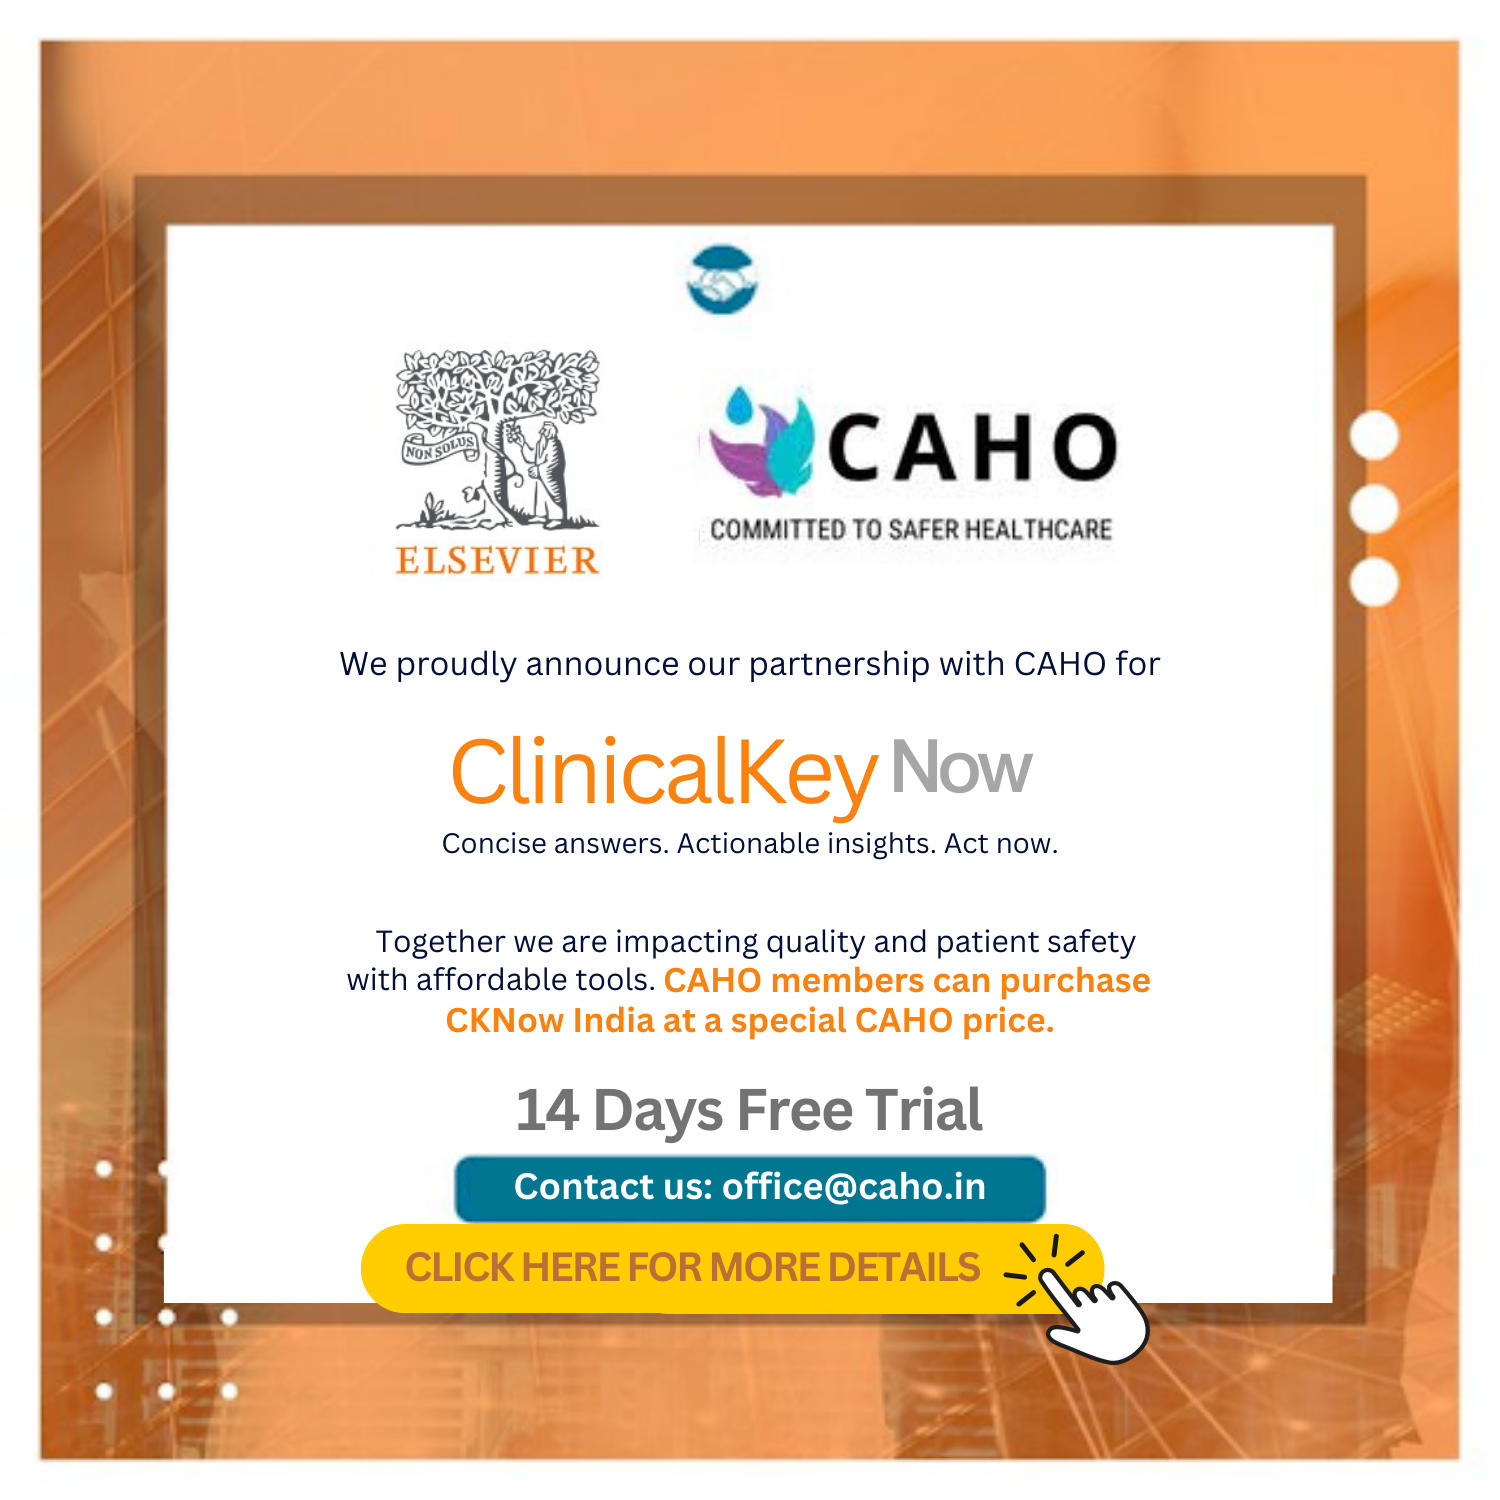 NON SOLUS
ELSEVIER
CAHO
COMMITTED TO SAFER HEALTHCARE
We proudly announce our partnership with CAHO for
ClinicalKey Now
Concise answers. Actionable insights. Act now.
Together we are impacting quality and patient safety
with affordable tools. CAHO members can purchase
CKNow India at a special CAHO price.
14 Days Free Trial
Contact us: office@caho.in
CLICK HERE FOR MORE DETAILS